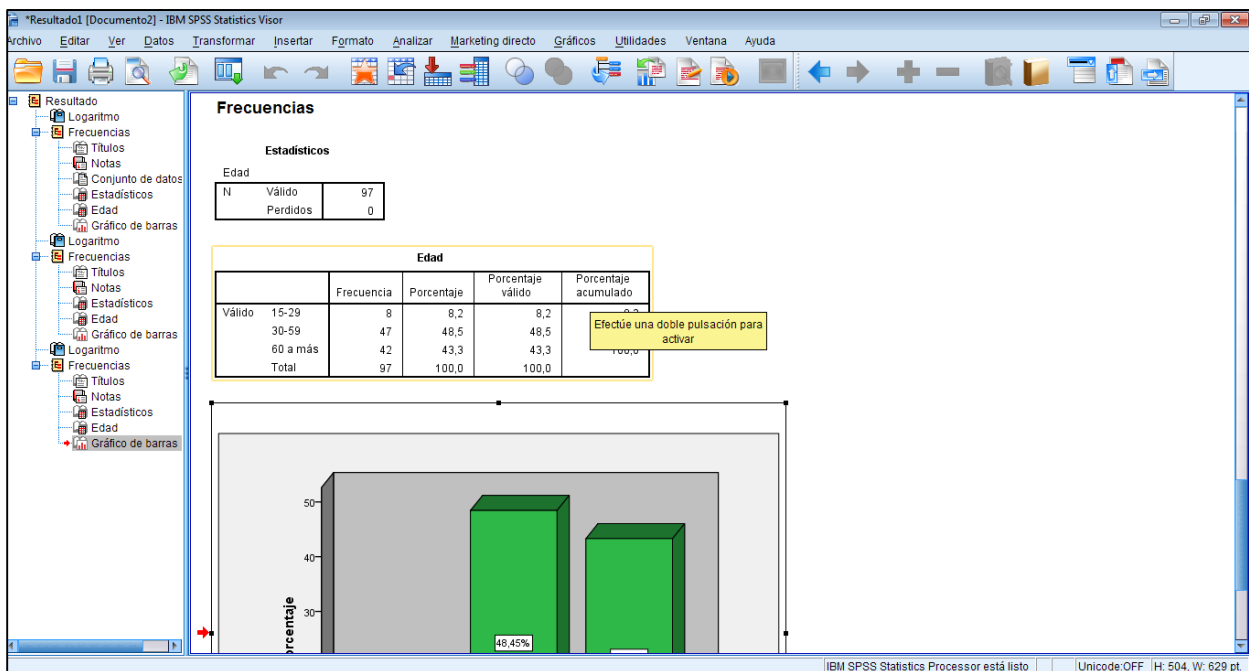 *Resultado1 [Documento2] - IBM SPSS Statistics Visor
Archivo Editar Ver Datos Transformar Insertar Formato Analizar Marketing directo Gráficos Utilidades Ventana Ayuda
Resultado
Logaritmo
Frecuencias
Títulos
Notas
Conjunto de datos
Estadísticos
Edad
Gráfico de barras
Logaritmo
Frecuencias
Títulos
Notas
Estadísticos
Edad
Gráfico de barras
Logaritmo
Frecuencias
Títulos
Notas
Estadísticos
Edad
Gráfico de barras
Frecuencias
Estadísticos
Edad
N Válido 97
Perdidos 0
Edad
Frecuencia Porcentaje Porcentaje válido Porcentaje acumulado
Válido 15-29 8 8,2 8,2
30-59 47 48,5 48,5
60 a más 42 43,3 43,3 100,0
Total 97 100,0 100,0
Efectúe una doble pulsación para
activar
50
40
30
48,45%
IBM SPSS Statistics Processor está listo Unicode:OFF H: 504, W: 629 pt.